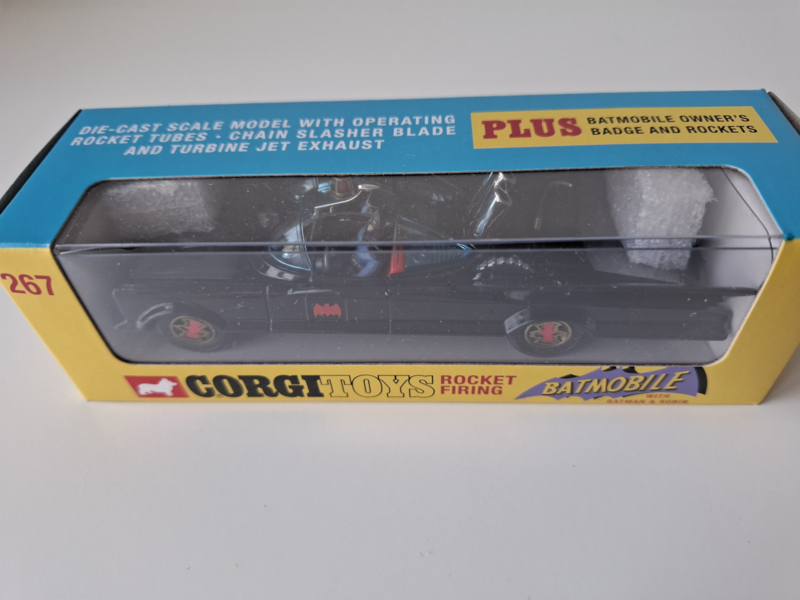 DIE-CAST SCALE MODEL WITH OPERATING
ROCKET TUBES · CHAIN SLASHER BLADE
AND TURBINE JET EXHAUST
PLUS
BATMOBILE OWNER'S
BADGE AND ROCKETS
267
CORGI TOYS
ROCKET
FIRING
BATMOBILE
WITH
BATMAN & ROBIN